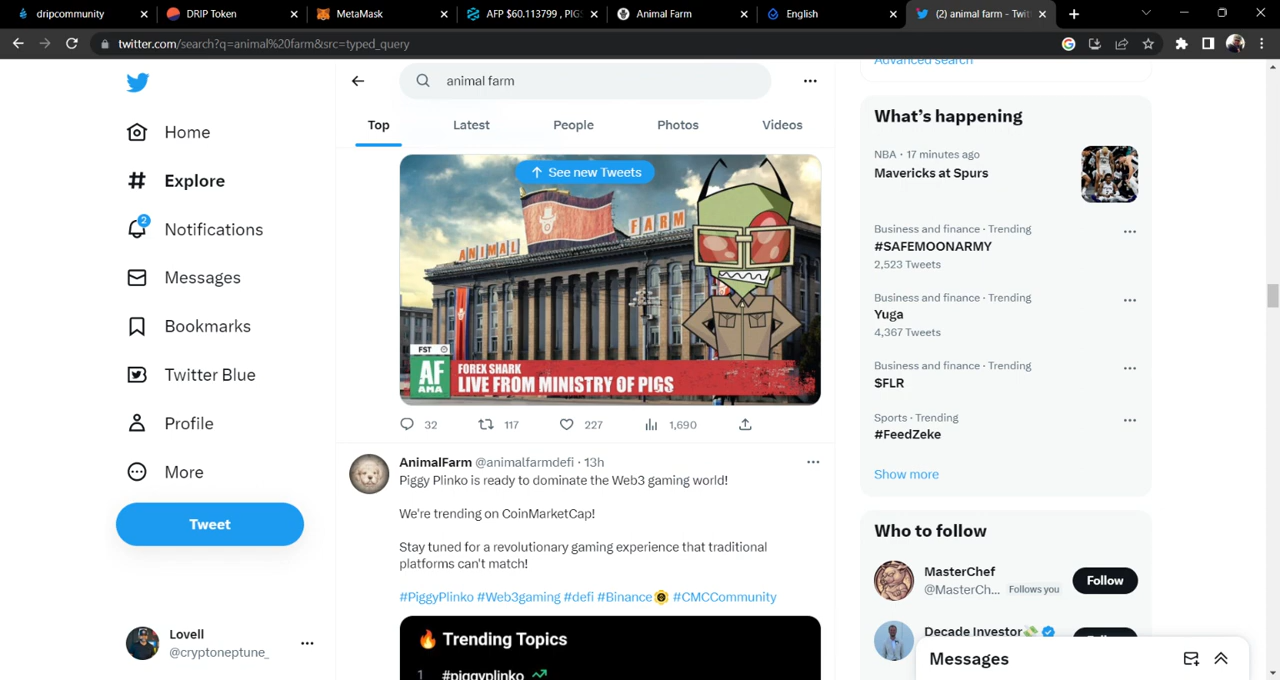 dripcommunity
DRIP Token
MetaMask
AFP $60.113799 , PIGS
Animal Farm
English
(2) animal farm - Twit
twitter.com/search?q=animal%20farm&src=typed_query
Home
Explore
2
Notifications
Messages
Bookmarks
Twitter Blue
Profile
More
Tweet
Lovell
@cryptoneptune_
animal farm
Top
Latest
People
Photos
Videos
See new Tweets
ANIMAL FARM
FST
AF
AMA
FOREX SHARK
LIVE FROM MINISTRY OF PIGS
32
117
227
1,690
AnimalFarm @animalfarmdefi · 13h
Piggy Plinko is ready to dominate the Web3 gaming world!
We're trending on CoinMarketCap!
Stay tuned for a revolutionary gaming experience that traditional
platforms can't match!
#PiggyPlinko #Web3gaming #defi #Binance #CMCCommunity
Trending Topics
1 #piggyplinko
Advanced search
What's happening
NBA · 17 minutes ago
Mavericks at Spurs
Business and finance · Trending
#SAFEMOONARMY
2,523 Tweets
Business and finance · Trending
Yuga
4,367 Tweets
Business and finance · Trending
$FLR
Sports · Trending
#FeedZeke
Show more
Who to follow
MasterChef
@MasterCh... Follows you
Follow
Decade Investor
Messages